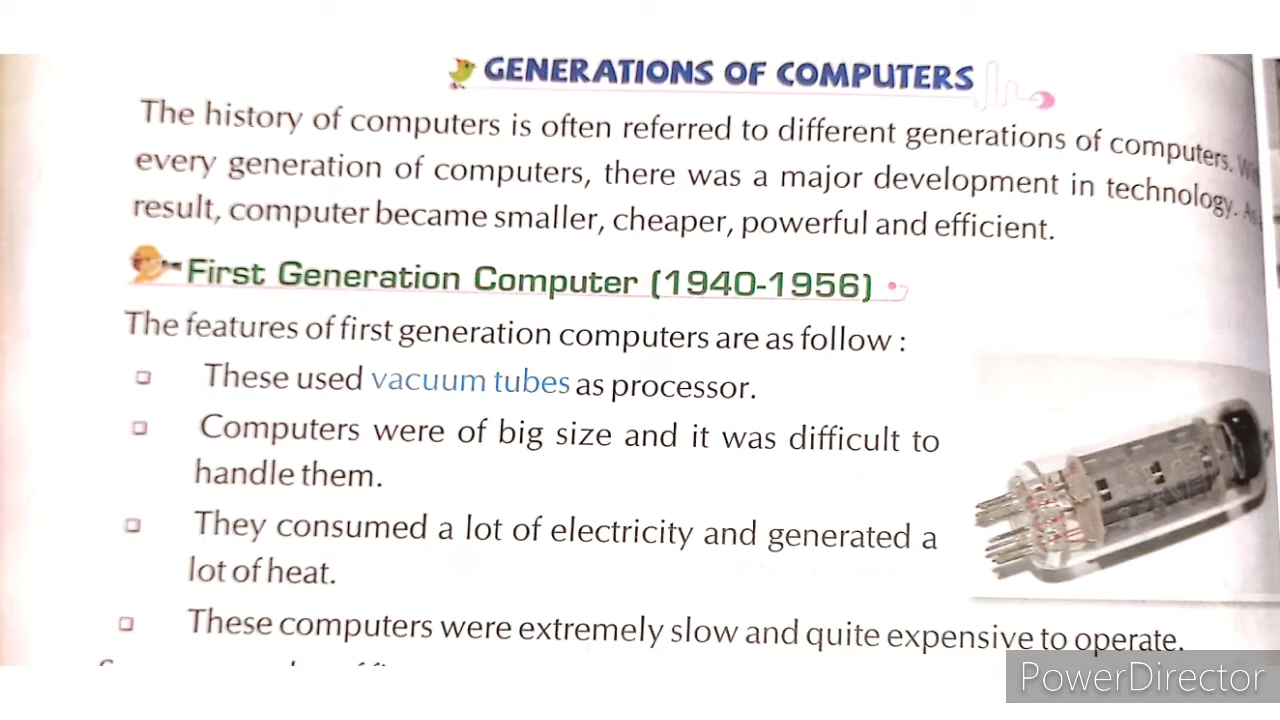 GENERATIONS OF COMPUTERS
The history of computers is often referred to different generations of computers.
every generation of computers, there was a major development in technology. As
result, computer became smaller, cheaper, powerful and efficient.
First Generation Computer (1940-1956)
The features of first generation computers are as follow :
These used vacuum tubes as processor.
Computers were of big size and it was difficult to
handle them.
They consumed a lot of electricity and generated a
lot of heat.
These computers were extremely slow and quite expensive to operate.
PowerDirector